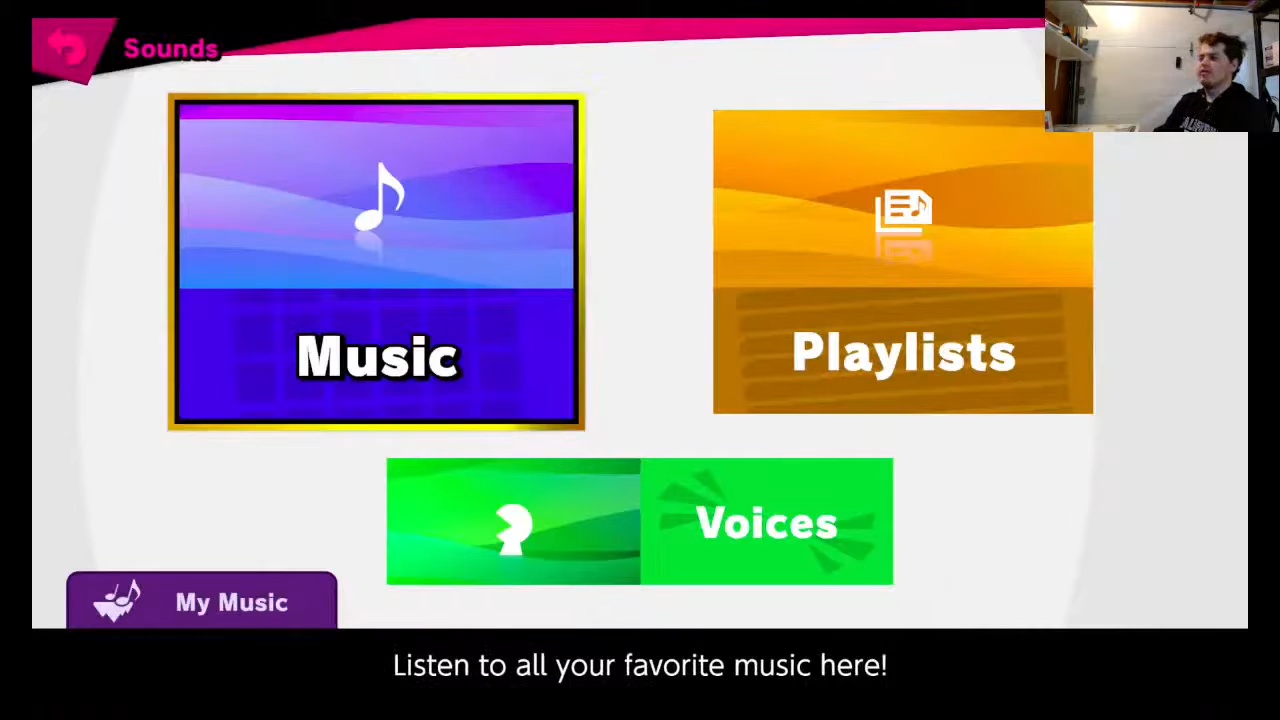 Sounds
Music
Playlists
Voices
My Music
Listen to all your favorite music here!